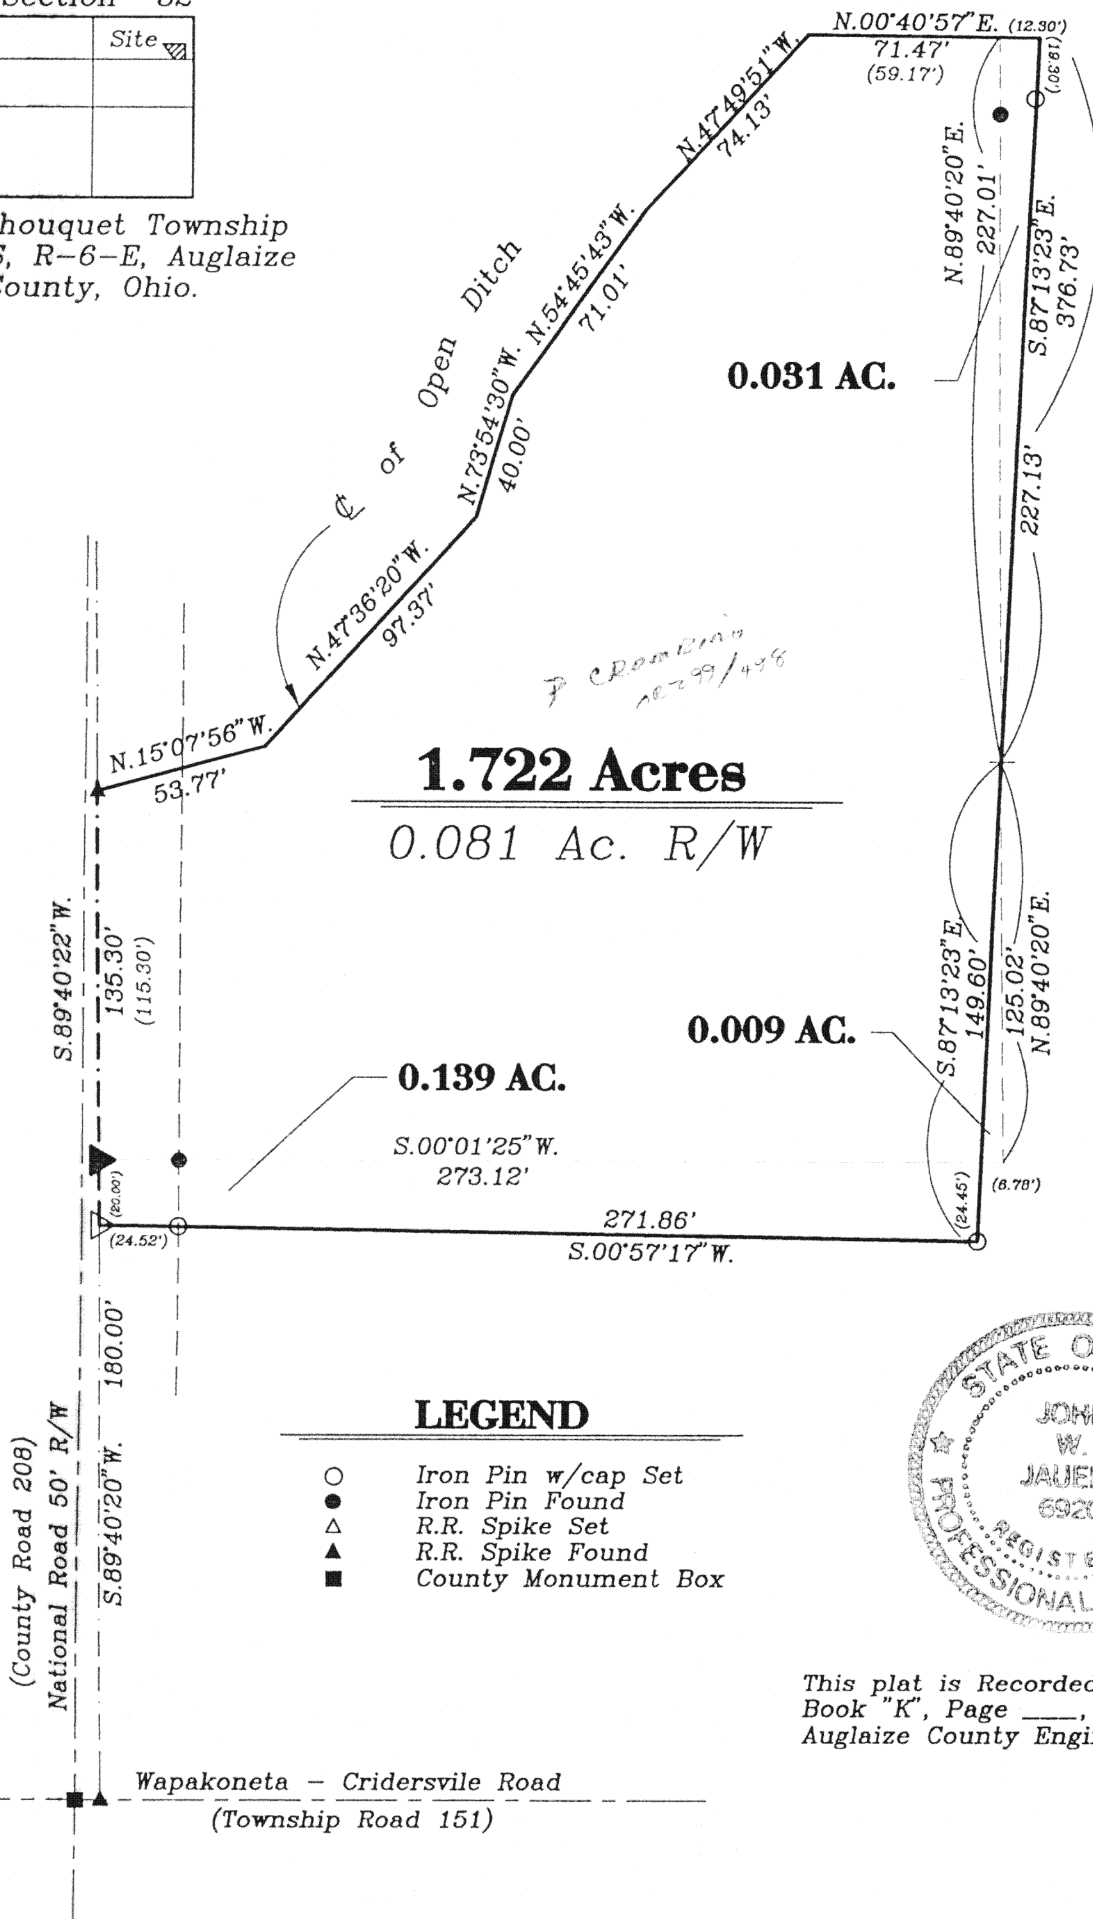 Section 32
Site
houquet Township
S, R-6-E, Auglaize
County, Ohio.
N.00°40'57"E. (12.30')
71.47'
(59.17')
(19.30')
N.47°49'51"W.
74.13'
N.89°40'20"E.
227.01'
S.87°13'23"E.
376.73'
N.54°45'43"W.
71.01'
0.031 AC.
N.73°54'30"W.
40.00'
℄ of Open Ditch
227.13'
N.47°36'20"W.
97.37'
N.15°07'56"W.
53.77'
1.722 Acres
0.081 Ac. R/W
S.89°40'22"W.
135.30'
(115.30')
S.87°13'23"E.
149.60'
125.02'
N.89°40'20"E.
0.009 AC.
0.139 AC.
S.00°01'25"W.
273.12'
(20.00')
(24.45')
(6.78')
(24.52')
271.86'
S.00°57'17"W.
S.89°40'20"W. 180.00'
(County Road 208)
National Road 50' R/W
LEGEND
Iron Pin w/cap Set
Iron Pin Found
R.R. Spike Set
R.R. Spike Found
County Monument Box
STATE O
JOH
W.
JAUE
692
REGISTE
PROFESSIONAL
This plat is Recorded
Book "K", Page ____,
Auglaize County Engi
Wapakoneta - Cridersvile Road
(Township Road 151)